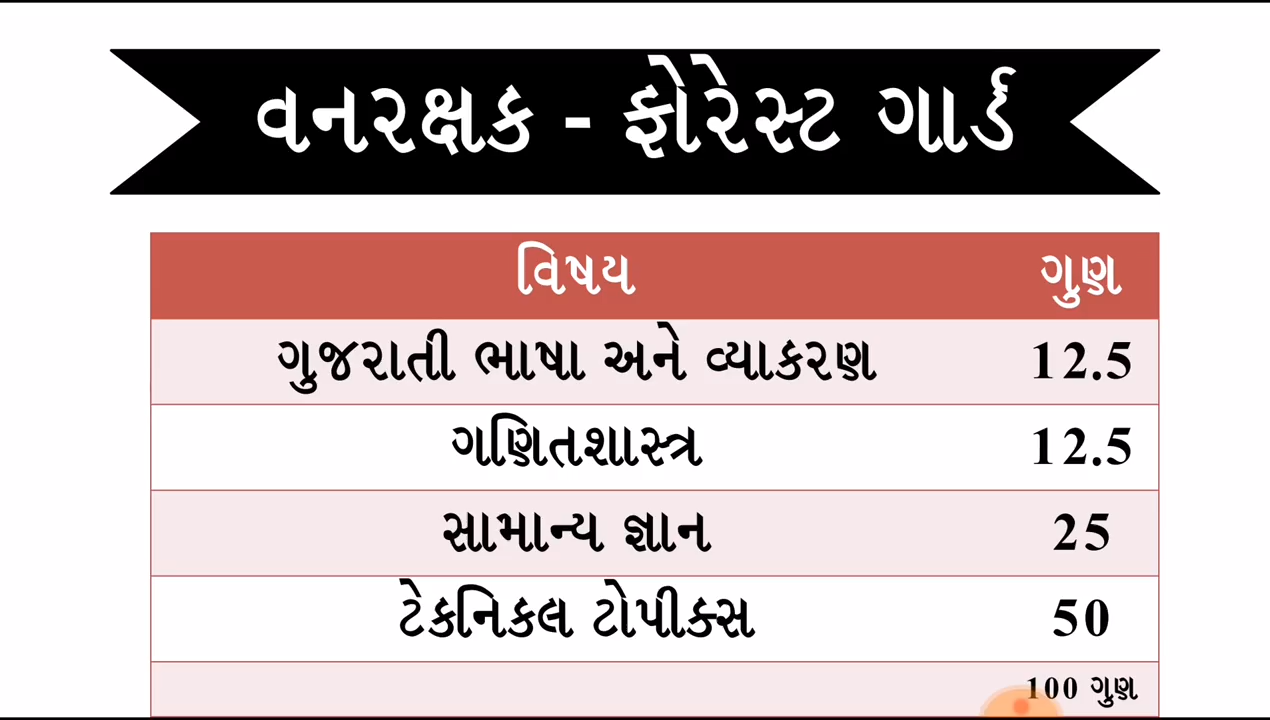 વનરક્ષક - ફોરેસ્ટ ગાર્ડ
વિષય ગુણ
ગુજરાતી ભાષા અને વ્યાકરણ 12.5
ગણિતશાસ્ત્ર 12.5
સામાન્ય જ્ઞાન 25
ટેકનિકલ ટોપીક્સ 50
100 ગુણ